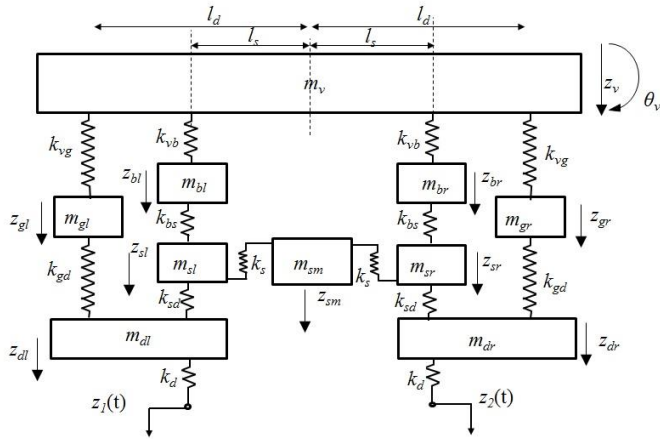 l_d l_d
l_s l_s
m_v z_v θ_v
k_vg k_vb k_vb k_vg
z_bl m_bl m_br z_br
z_gl m_gl k_bs k_bs m_gr z_gr
z_sl m_sl k_s m_sm k_s m_sr z_sr
k_gd k_sd z_sm k_sd k_gd
z_dl m_dl m_dr z_dr
k_d k_d
z_1(t) z_2(t)